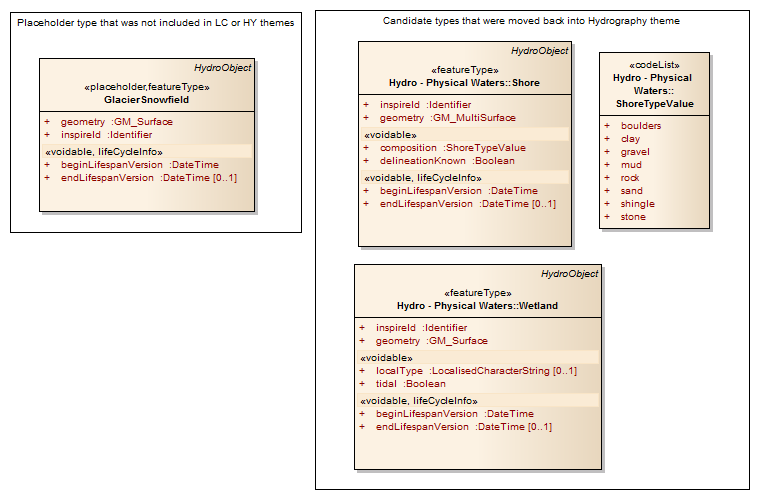 Placeholder type that was not included in LC or HY themes
HydroObject
«placeholder,featureType»
GlacierSnowfield
+ geometry :GM_Surface
+ inspireId :Identifier
«voidable, lifeCycleInfo»
+ beginLifespanVersion :DateTime
+ endLifespanVersion :DateTime [0..1]
Candidate types that were moved back into Hydrography theme
HydroObject
«featureType»
Hydro - Physical Waters::Shore
+ inspireId :Identifier
+ geometry :GM_MultiSurface
«voidable»
+ composition :ShoreTypeValue
+ delineationKnown :Boolean
«voidable, lifeCycleInfo»
+ beginLifespanVersion :DateTime
+ endLifespanVersion :DateTime [0..1]
«codeList»
Hydro - Physical
Waters::
ShoreTypeValue
+ boulders
+ clay
+ gravel
+ mud
+ rock
+ sand
+ shingle
+ stone
HydroObject
«featureType»
Hydro - Physical Waters::Wetland
+ inspireId :Identifier
+ geometry :GM_Surface
«voidable»
+ localType :LocalisedCharacterString [0..1]
+ tidal :Boolean
«voidable, lifeCycleInfo»
+ beginLifespanVersion :DateTime
+ endLifespanVersion :DateTime [0..1]